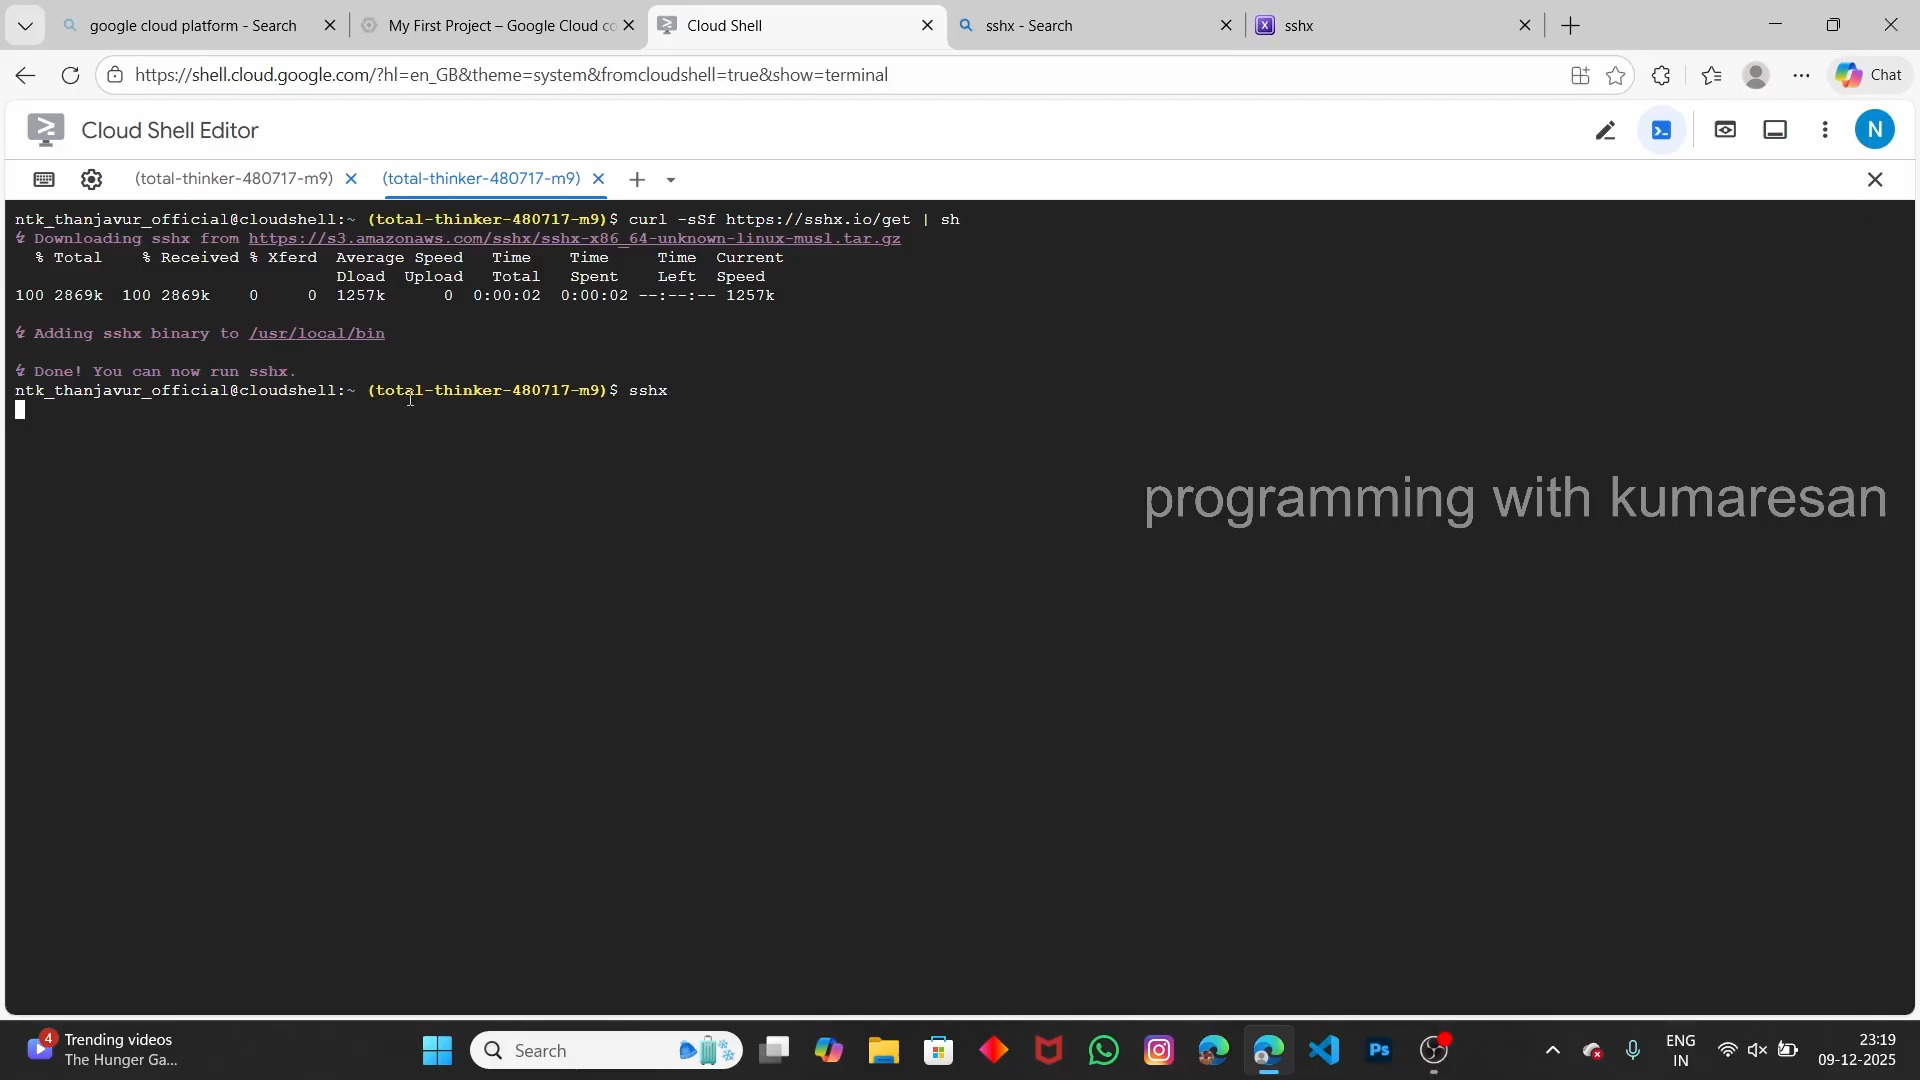 google cloud platform - Search
My First Project – Google Cloud co
Cloud Shell
sshx - Search
sshx
https://shell.cloud.google.com/?hl=en_GB&theme=system&fromcloudshell=true&show=terminal
Chat
Cloud Shell Editor
N
(total-thinker-480717-m9)
(total-thinker-480717-m9)
ntk_thanjavur_official@cloudshell:~ (total-thinker-480717-m9)$ curl -sSf https://sshx.io/get | sh
↯ Downloading sshx from https://s3.amazonaws.com/sshx/sshx-x86_64-unknown-linux-musl.tar.gz
% Total % Received % Xferd Average Speed Time Time Time Current
Dload Upload Total Spent Left Speed
100 2869k 100 2869k 0 0 1257k 0 0:00:02 0:00:02 --:--:-- 1257k
↯ Adding sshx binary to /usr/local/bin
↯ Done! You can now run sshx.
ntk_thanjavur_official@cloudshell:~ (total-thinker-480717-m9)$ sshx
programming with kumaresan
4
Trending videos
The Hunger Ga...
Search
Ps
ENG
IN
23:19
09-12-2025